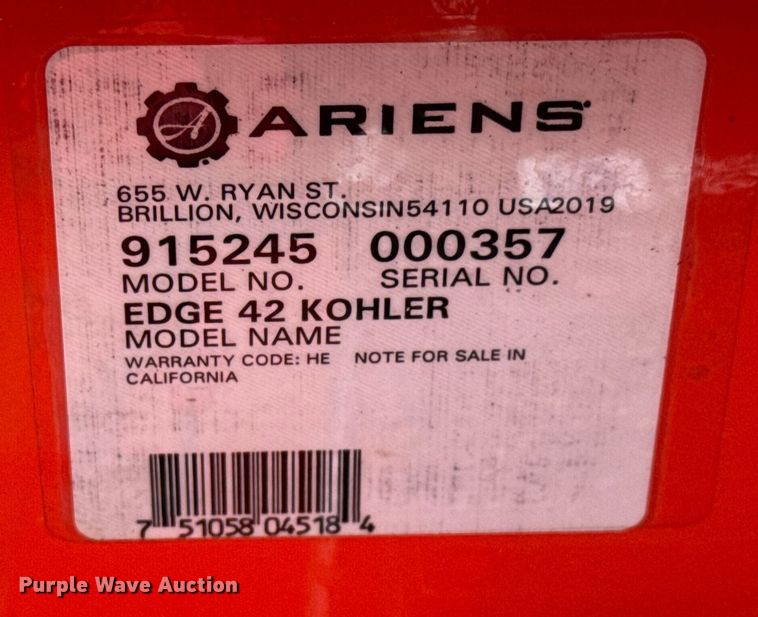 A ARIENS
655 W. RYAN ST.
BRILLION, WISCONSIN54110 USA2019
915245 000357
MODEL NO. SERIAL NO.
EDGE 42 KOHLER
MODEL NAME
WARRANTY CODE: HE NOTE FOR SALE IN
CALIFORNIA
7 51058 04518 4
Purple Wave Auction